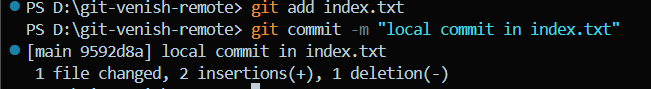 PS D:\git-venish-remote> git add index.txt
PS D:\git-venish-remote> git commit -m "local commit in index.txt"
[main 9592d8a] local commit in index.txt
1 file changed, 2 insertions(+), 1 deletion(-)